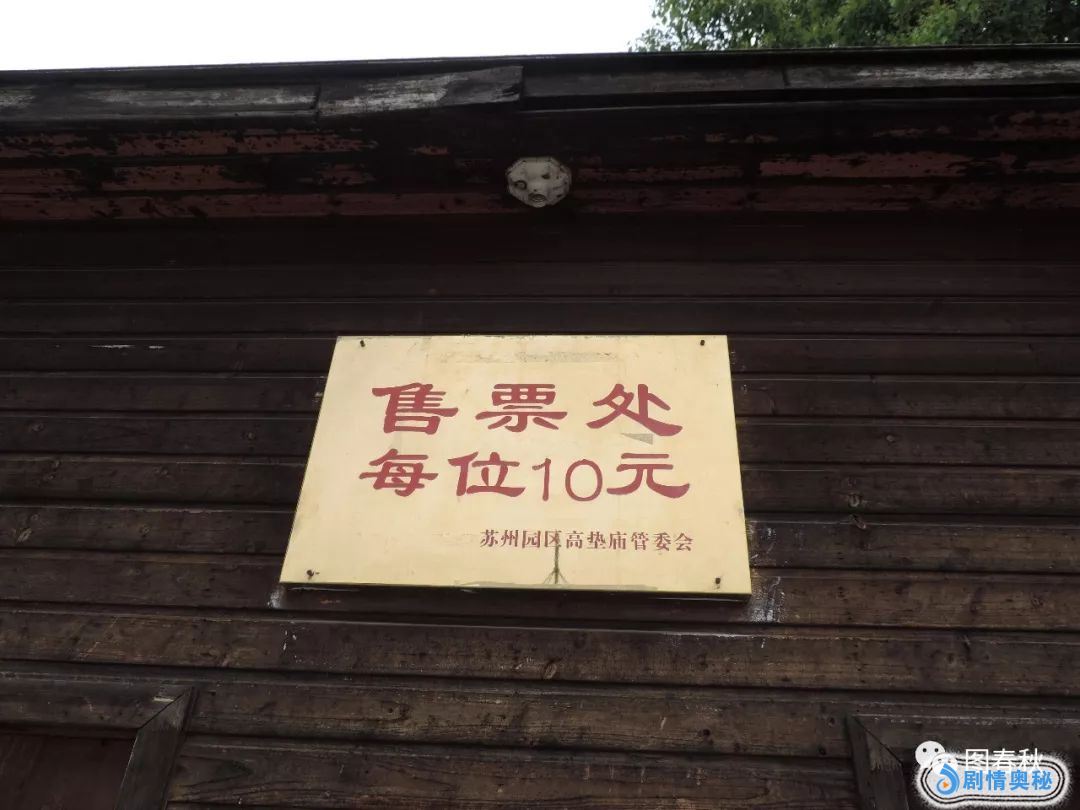 售票处
每位10元
苏州园区高垫庙管委会
图春秋
剧情奥秘